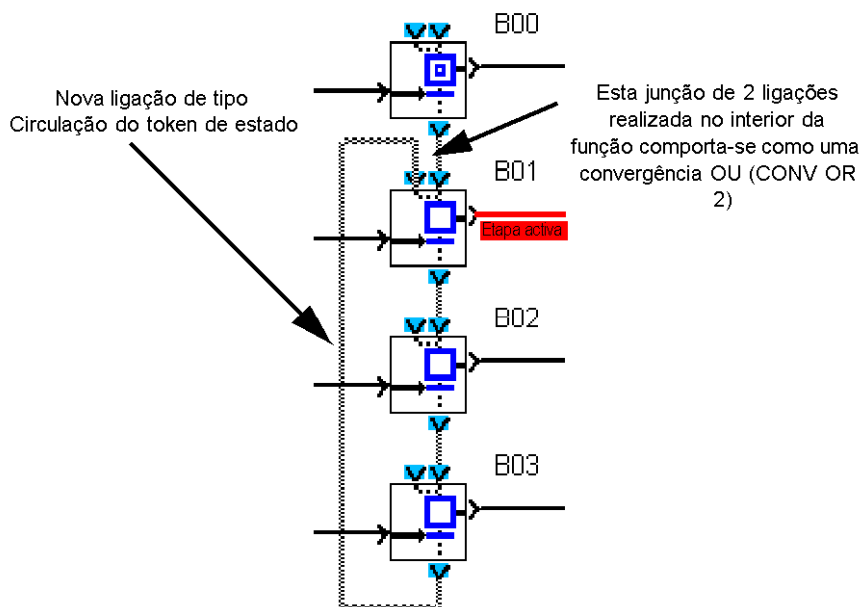 B00
Nova ligação de tipo
Circulação do token de estado
Esta junção de 2 ligações
realizada no interior da
função comporta-se como uma
convergência OU (CONV OR
2)
B01
Etapa activa
B02
B03